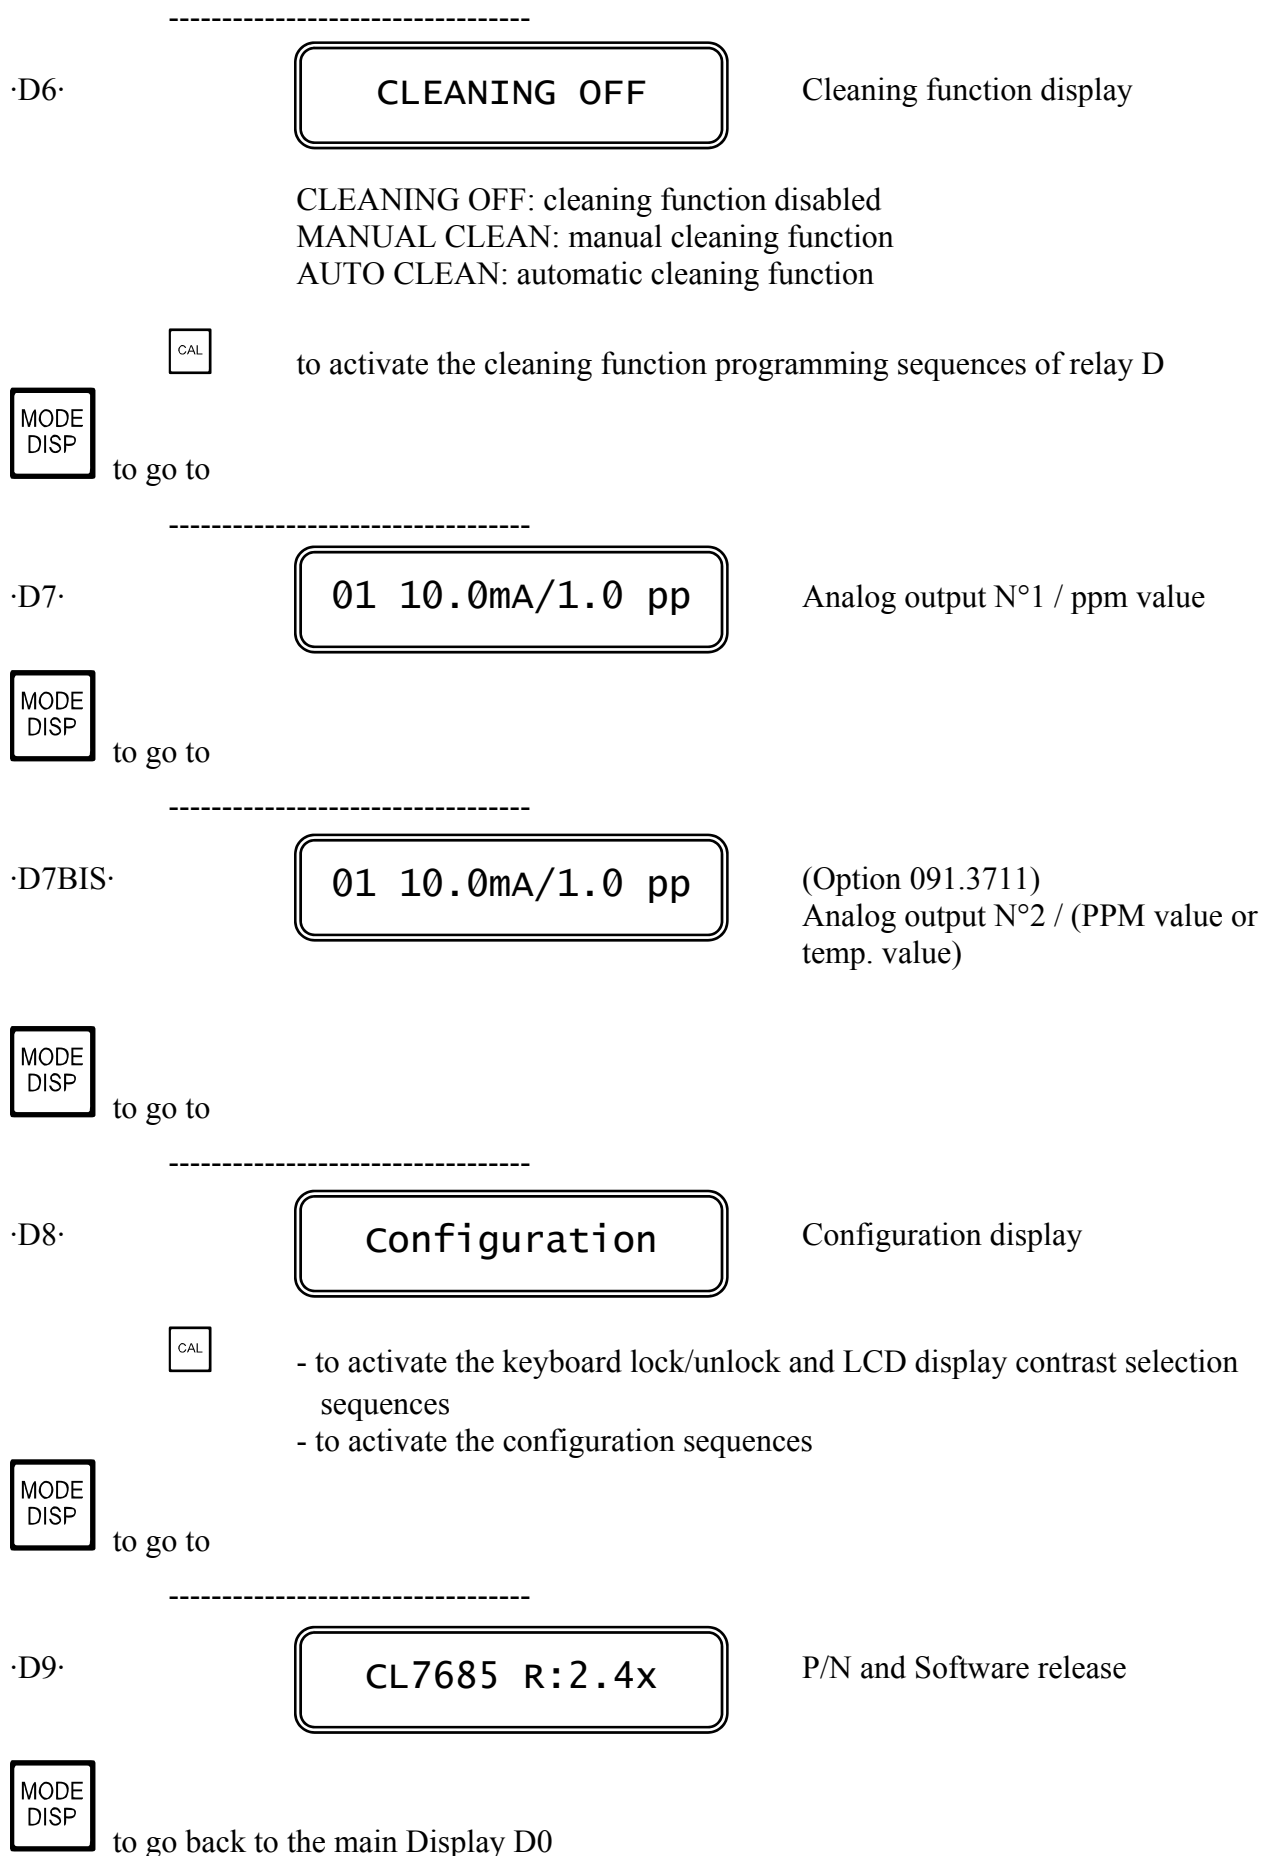 ----------------------------------
·D6· CLEANING OFF Cleaning function display
CLEANING OFF: cleaning function disabled
MANUAL CLEAN: manual cleaning function
AUTO CLEAN: automatic cleaning function
CAL to activate the cleaning function programming sequences of relay D
MODE
DISP to go to
----------------------------------
·D7· 01 10.0mA/1.0 pp Analog output N°1 / ppm value
MODE
DISP to go to
----------------------------------
·D7BIS· 01 10.0mA/1.0 pp (Option 091.3711)
Analog output N°2 / (PPM value or
temp. value)
MODE
DISP to go to
----------------------------------
·D8· Configuration Configuration display
CAL - to activate the keyboard lock/unlock and LCD display contrast selection
sequences
- to activate the configuration sequences
MODE
DISP to go to
----------------------------------
·D9· CL7685 R:2.4x P/N and Software release
MODE
DISP to go back to the main Display D0